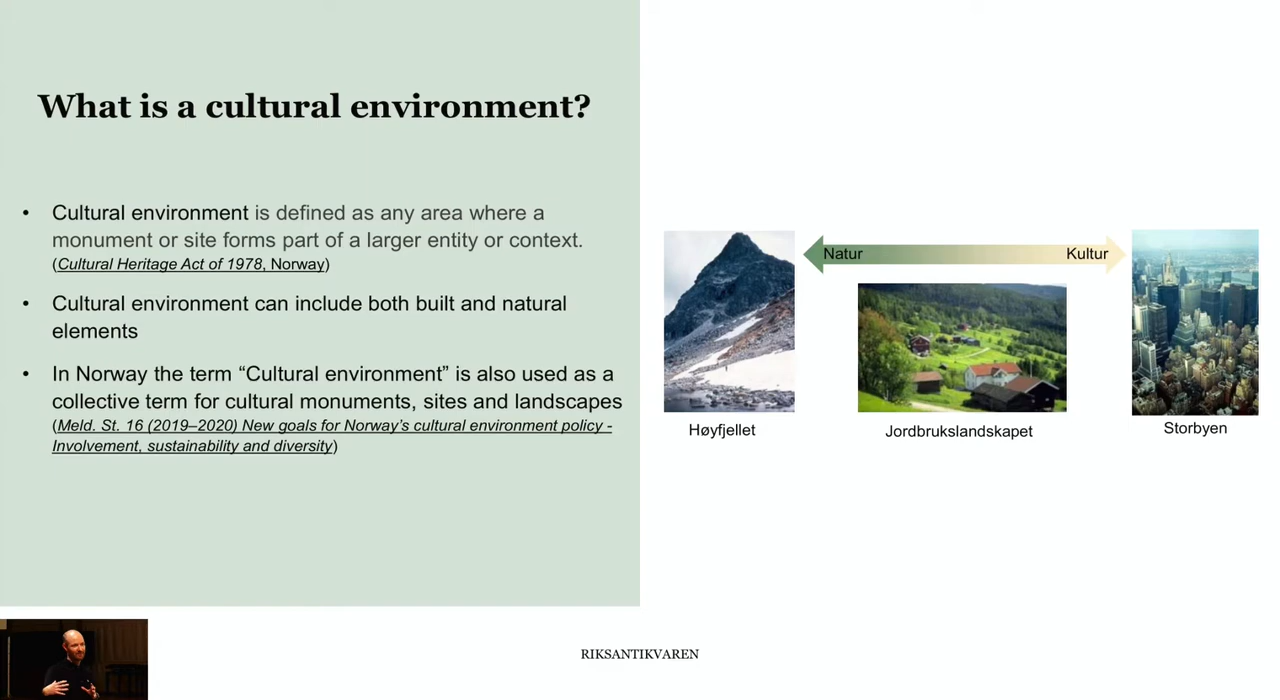 What is a cultural environment?
• Cultural environment is defined as any area where a
monument or site forms part of a larger entity or context.
(Cultural Heritage Act of 1978, Norway)
• Cultural environment can include both built and natural
elements
• In Norway the term “Cultural environment” is also used as a
collective term for cultural monuments, sites and landscapes
(Meld. St. 16 (2019–2020) New goals for Norway’s cultural environment policy -
Involvement, sustainability and diversity)
Natur
Kultur
Høyfjellet
Jordbrukslandskapet
Storbyen
RIKSANTIKVAREN